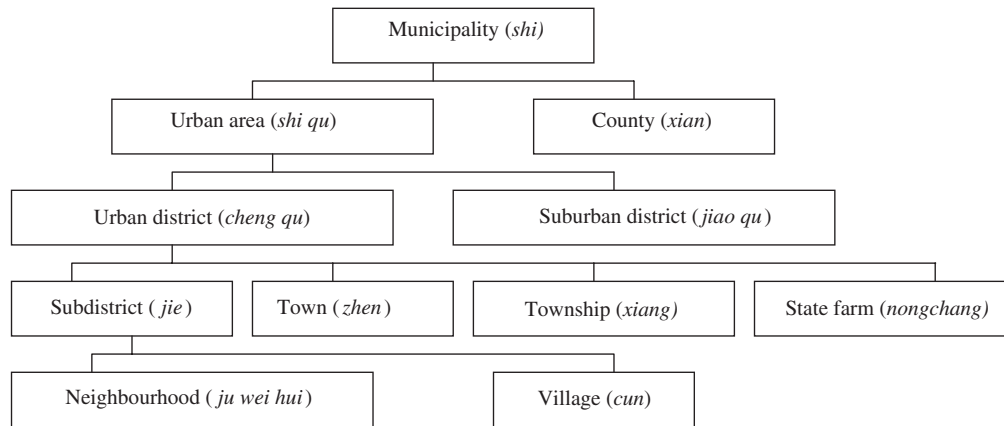 Municipality (shi)
Urban area (shi qu)
County (xian)
Urban district (cheng qu)
Suburban district (jiao qu)
Subdistrict (jie)
Town (zhen)
Township (xiang)
State farm (nongchang)
Neighbourhood (ju wei hui)
Village (cun)